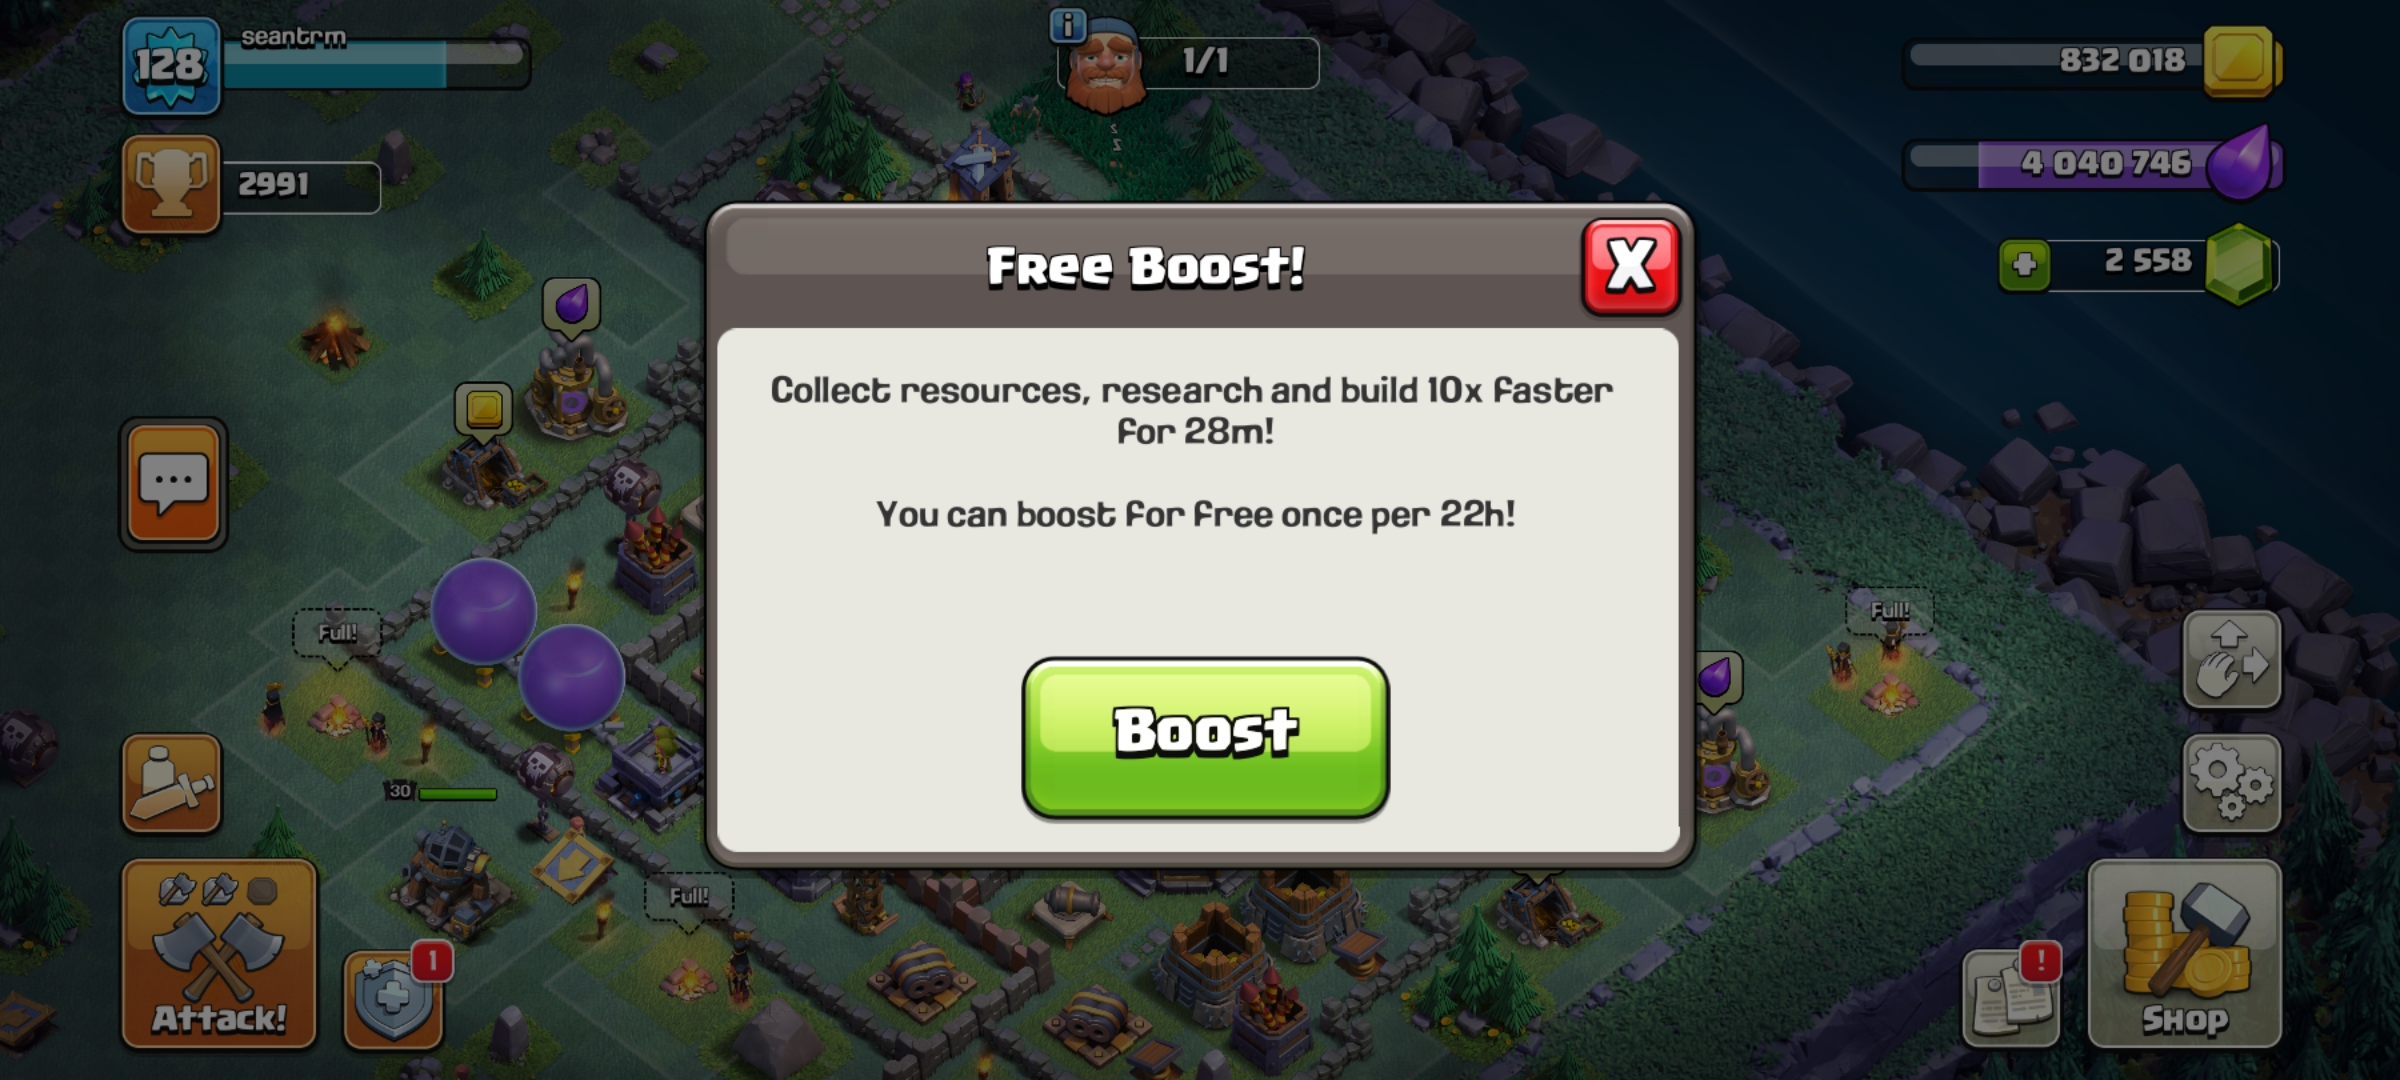 128
seantrm
1/1
832 018
2991
4 040 746
2 558
Free Boost!
X
Collect resources, research and build 10x faster
for 28m!
You can boost for free once per 22h!
Full!
Full!
Boost
30
Full!
1
!
Attack!
Shop